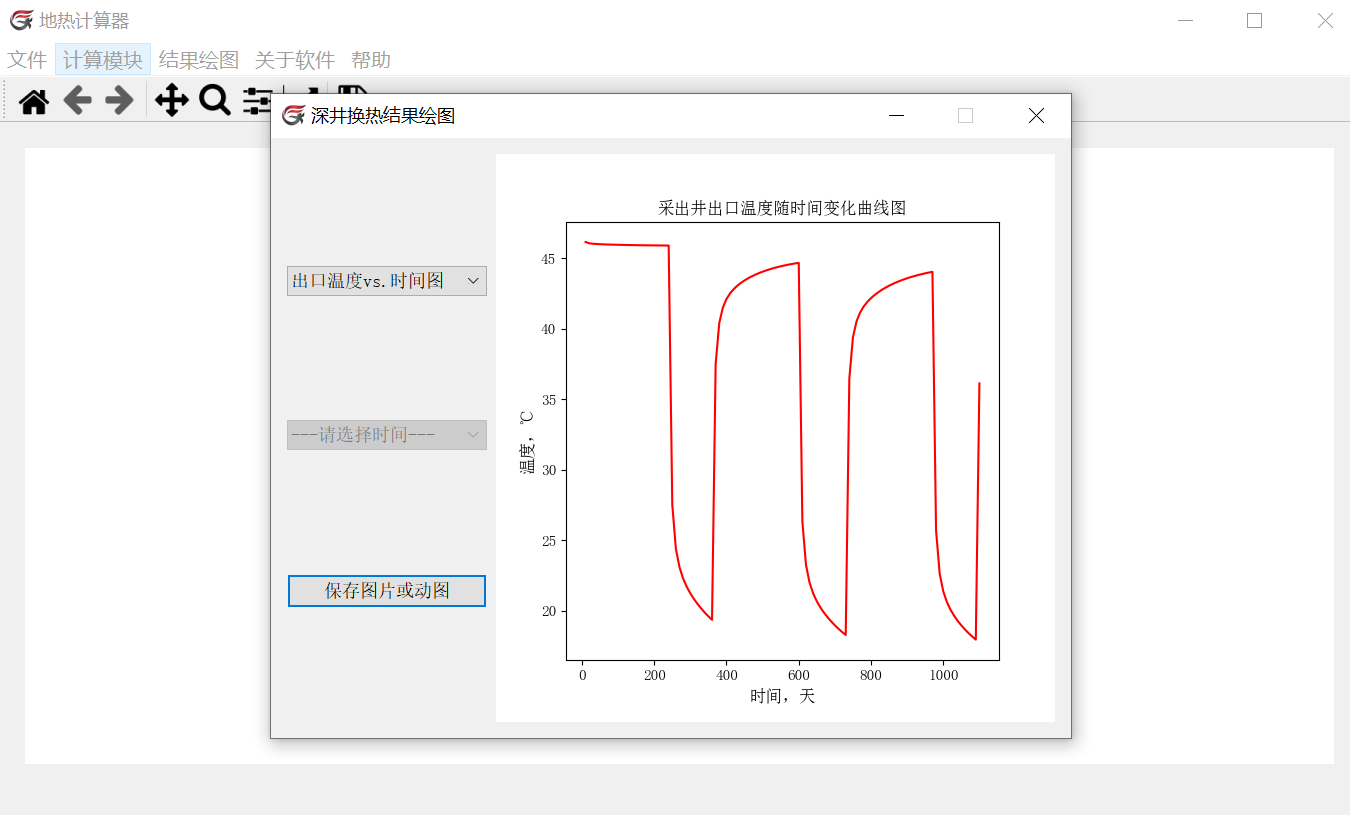 地热计算器
文件 计算模块 结果绘图 关于软件 帮助
深井换热结果绘图
出口温度vs.时间图
---请选择时间---
保存图片或动图
采出井出口温度随时间变化曲线图
温度，℃
45
40
35
30
25
20
0 200 400 600 800 1000
时间，天